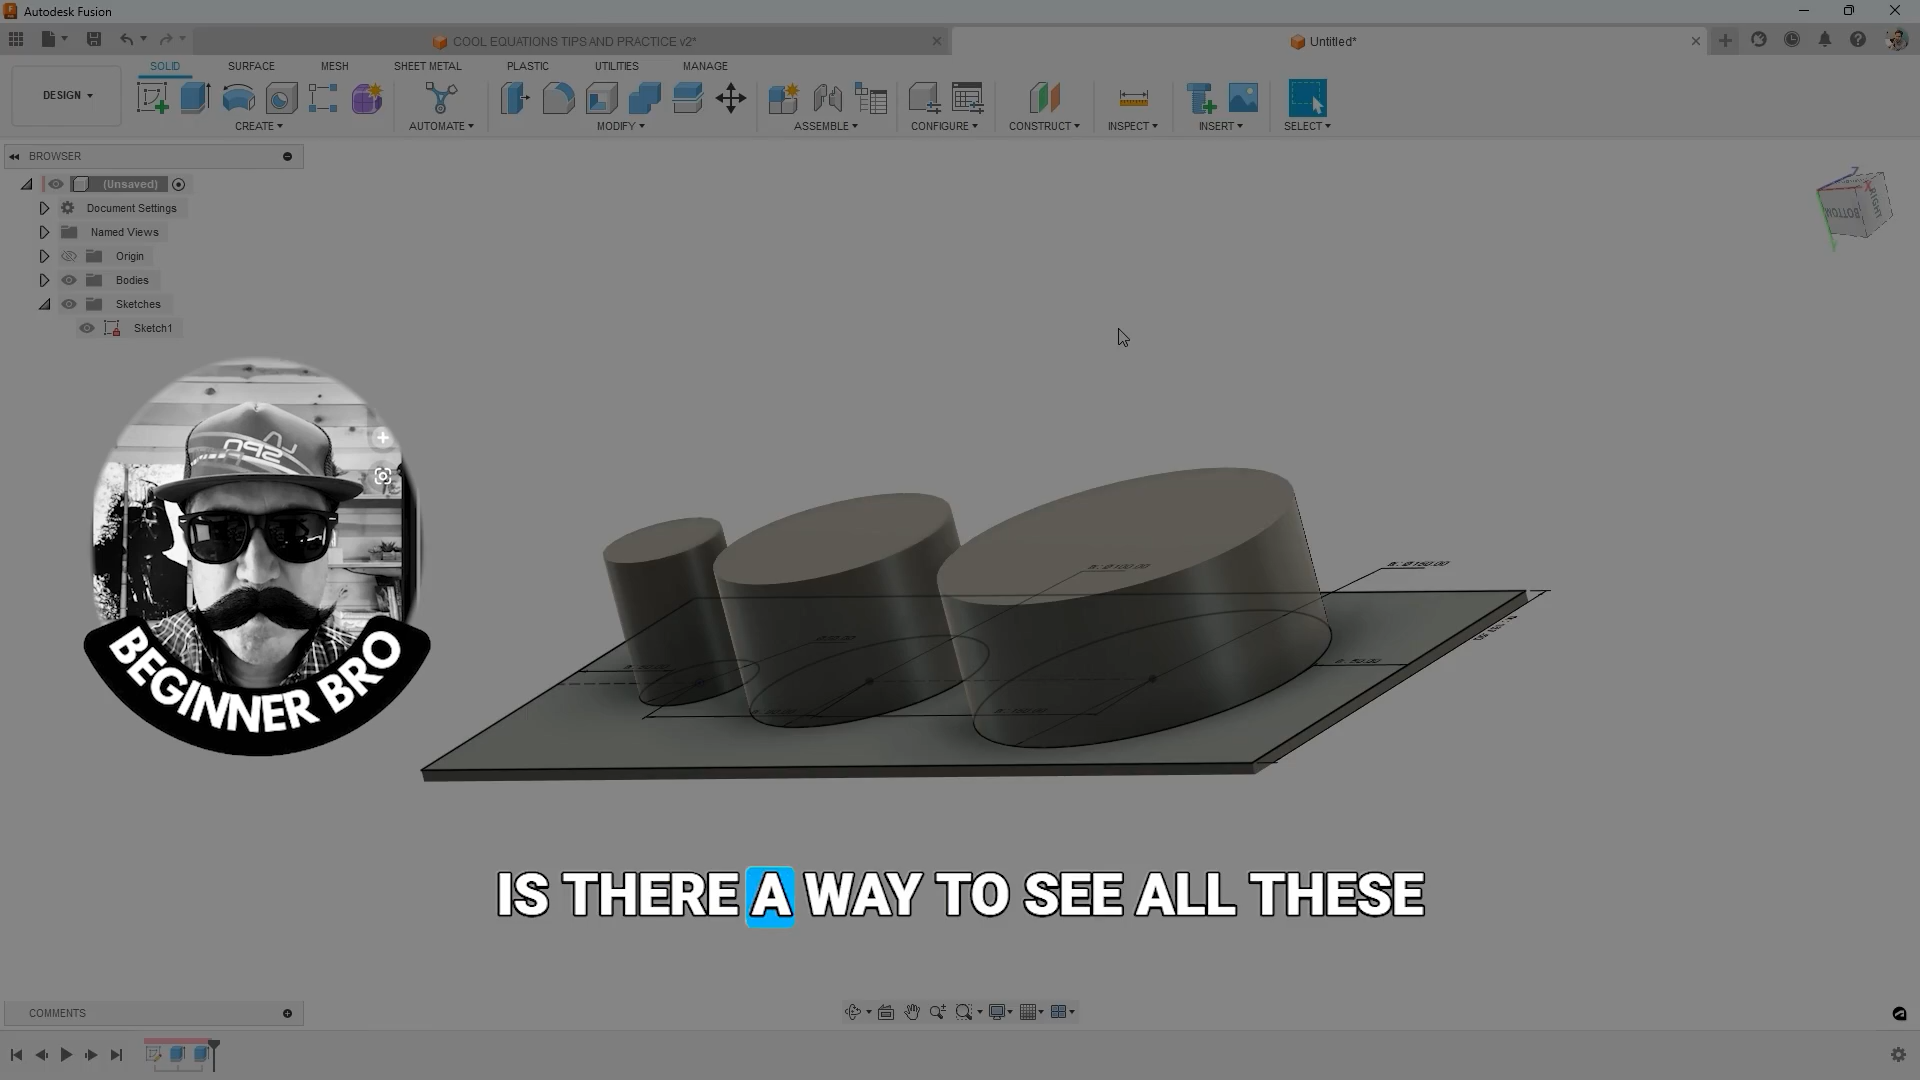 Autodesk Fusion
COOL EQUATIONS TIPS AND PRACTICE v2*
Untitled*
DESIGN
SOLID
SURFACE
MESH
SHEET METAL
PLASTIC
UTILITIES
MANAGE
CREATE
AUTOMATE
MODIFY
ASSEMBLE
CONFIGURE
CONSTRUCT
INSPECT
INSERT
SELECT
BROWSER
(Unsaved)
Document Settings
Named Views
Origin
Bodies
Sketches
Sketch1
BOTTOM
RIGHT
Z
X
Y
BEGINNER BRO
IS THERE A WAY TO SEE ALL THESE
COMMENTS